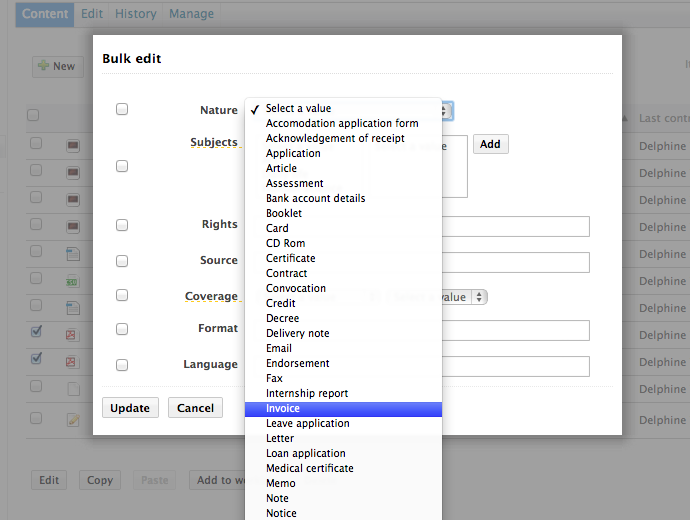 Content Edit History Manage
New
Last contr
Bulk edit
Nature
Select a value
Accomodation application form
Acknowledgement of receipt
Application
Article
Assessment
Bank account details
Booklet
Card
CD Rom
Certificate
Contract
Convocation
Credit
Decree
Delivery note
Email
Endorsement
Fax
Internship report
Invoice
Leave application
Letter
Loan application
Medical certificate
Memo
Note
Notice
Subjects
Add
Rights
Source
Coverage
value
Format
Language
Update Cancel
Delphine
Delphine
Delphine
Delphine
Delphine
Delphine
Delphine
Delphine
Delphine
Delphine
Delphine
Edit Copy Paste Add to w